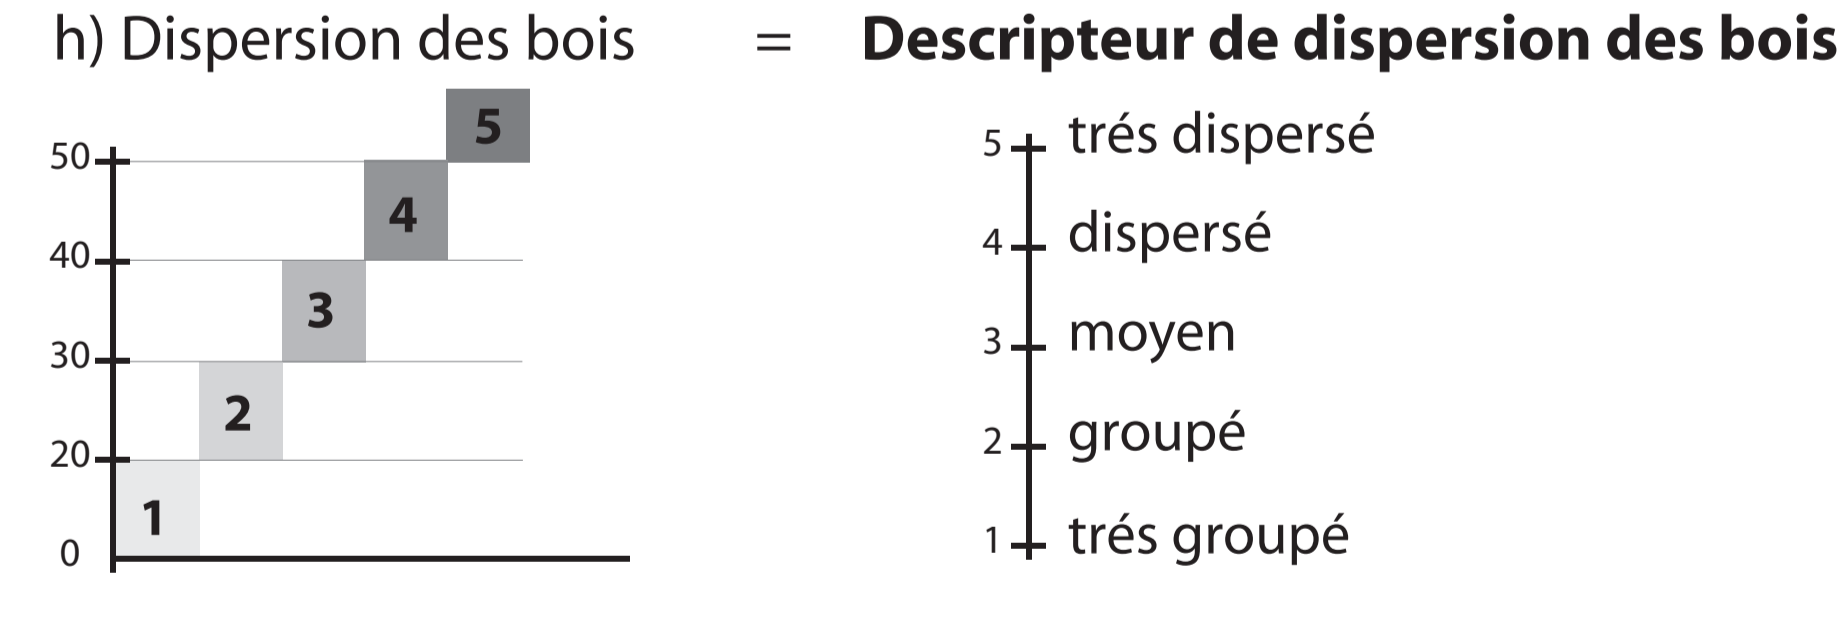 h) Dispersion des bois = Descripteur de dispersion des bois
5
50
4
40
3
30
2
20
1
0
5 trés dispersé
4 dispersé
3 moyen
2 groupé
1 trés groupé